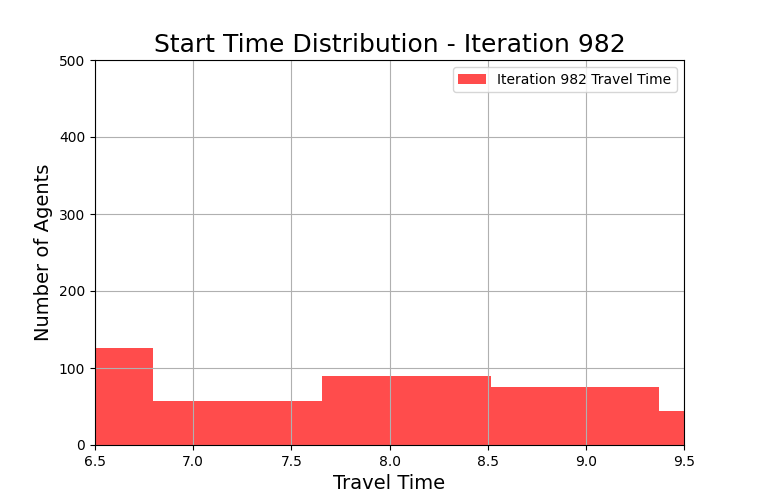 Start Time Distribution - Iteration 982
Iteration 982 Travel Time
Number of Agents
500
400
300
200
100
0
6.5 7.0 7.5 8.0 8.5 9.0 9.5
Travel Time